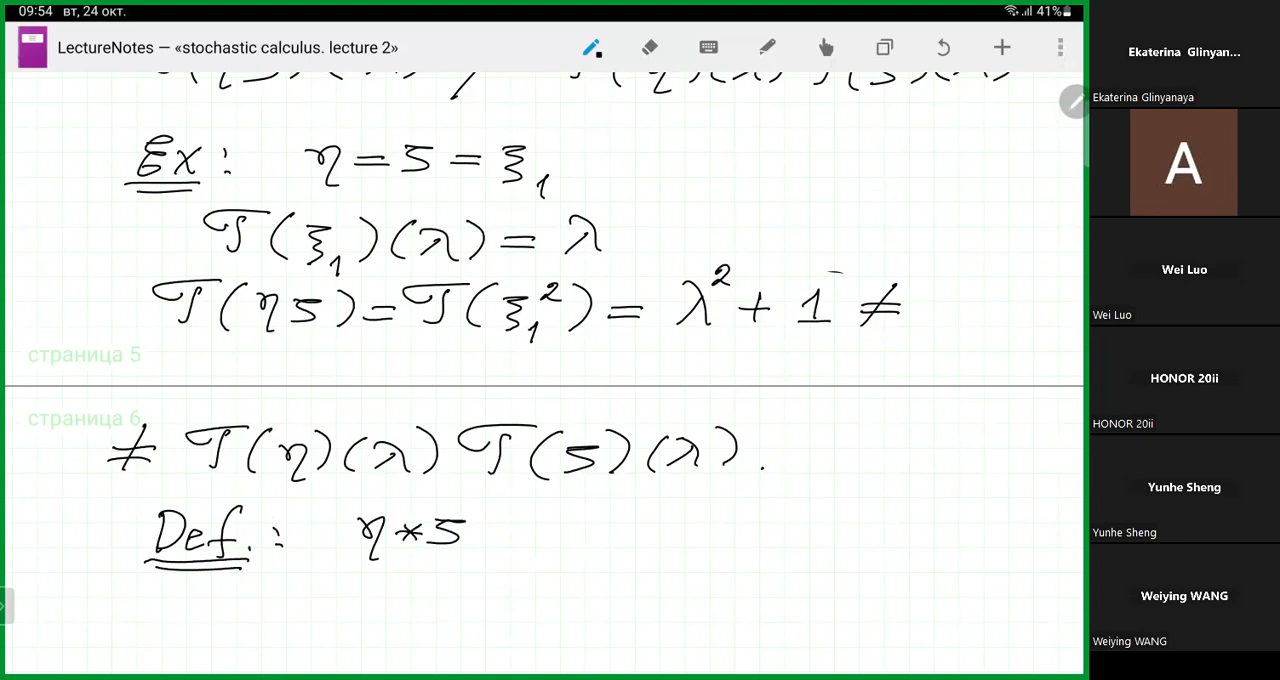 09:54 вт, 24 окт. 41%
LectureNotes — «stochastic calculus. lecture 2»
Ex: η = ζ = ξ₁
𝒯(ξ₁)(λ) = λ
𝒯(ηζ) = 𝒯(ξ₁²) = λ² + 1 ≠
страница 5
страница 6
≠ 𝒯(η)(λ) 𝒯(ζ)(λ).
Def.: η * ζ
Ekaterina Glinyan...
Ekaterina Glinyanaya
A
Wei Luo
Wei Luo
HONOR 20ii
HONOR 20ii
Yunhe Sheng
Yunhe Sheng
Weiying WANG
Weiying WANG